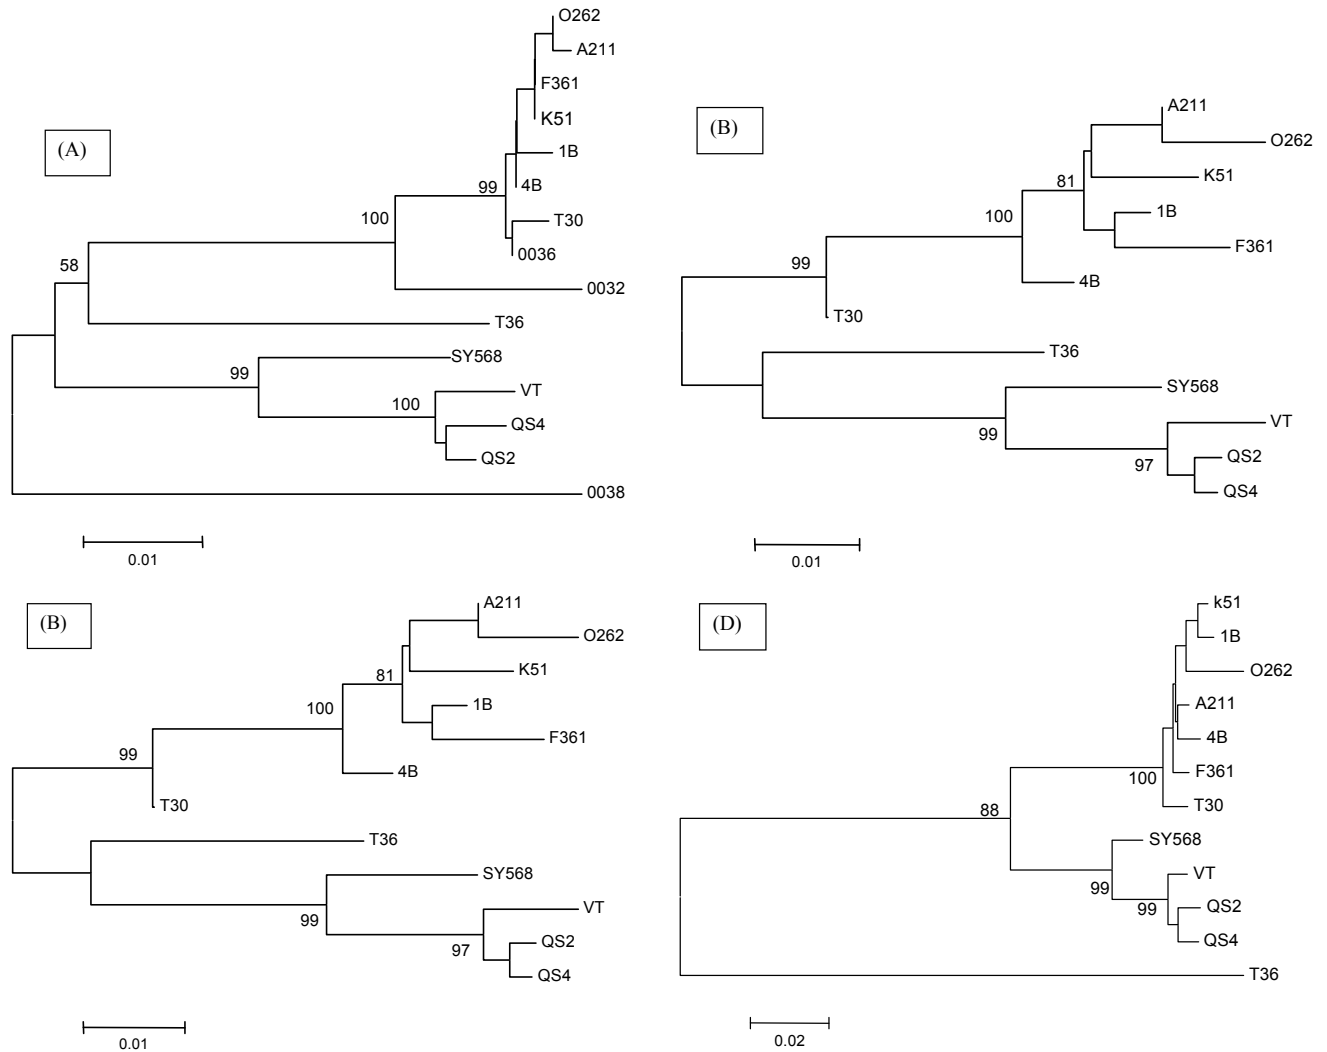 O262
A211
F361
K51
(A)
1B
99
4B
100
T30
0036
58
0032
T36
SY568
99
VT
100
QS4
QS2
0038
0.01
A211
(B)
O262
K51
81
1B
100
F361
99
4B
T30
T36
SY568
VT
99
QS2
97
QS4
0.01
A211
(B)
O262
K51
81
1B
100
F361
99
4B
T30
T36
SY568
VT
99
QS2
97
QS4
0.01
k51
(D)
1B
O262
A211
4B
F361
100
T30
88
SY568
VT
99
99
QS2
QS4
T36
0.02